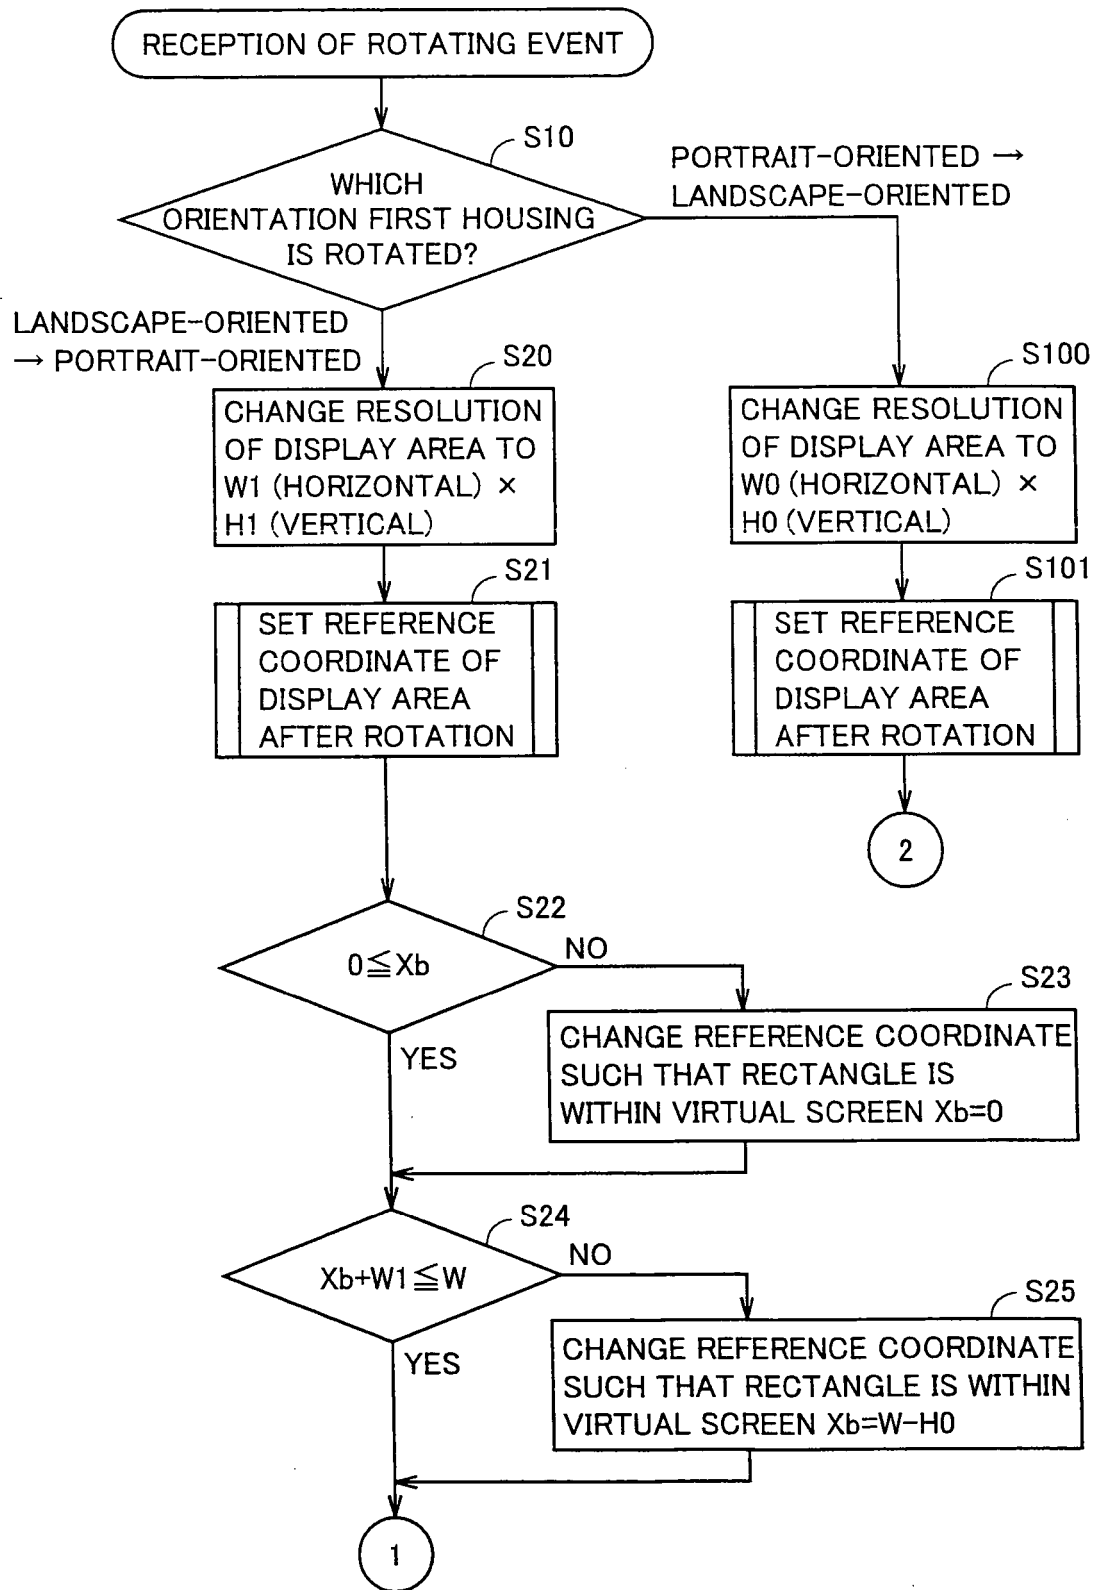 RECEPTION OF ROTATING EVENT
S10
WHICH
ORIENTATION FIRST HOUSING
IS ROTATED?
PORTRAIT-ORIENTED →
LANDSCAPE-ORIENTED
LANDSCAPE-ORIENTED
→ PORTRAIT-ORIENTED
S20
CHANGE RESOLUTION
OF DISPLAY AREA TO
W1 (HORIZONTAL) ×
H1 (VERTICAL)
S100
CHANGE RESOLUTION
OF DISPLAY AREA TO
W0 (HORIZONTAL) ×
H0 (VERTICAL)
S21
SET REFERENCE
COORDINATE OF
DISPLAY AREA
AFTER ROTATION
S101
SET REFERENCE
COORDINATE OF
DISPLAY AREA
AFTER ROTATION
2
S22
0≦Xb
NO
YES
S23
CHANGE REFERENCE COORDINATE
SUCH THAT RECTANGLE IS
WITHIN VIRTUAL SCREEN Xb=0
S24
Xb+W1≦W
NO
YES
S25
CHANGE REFERENCE COORDINATE
SUCH THAT RECTANGLE IS WITHIN
VIRTUAL SCREEN Xb=W-H0
1